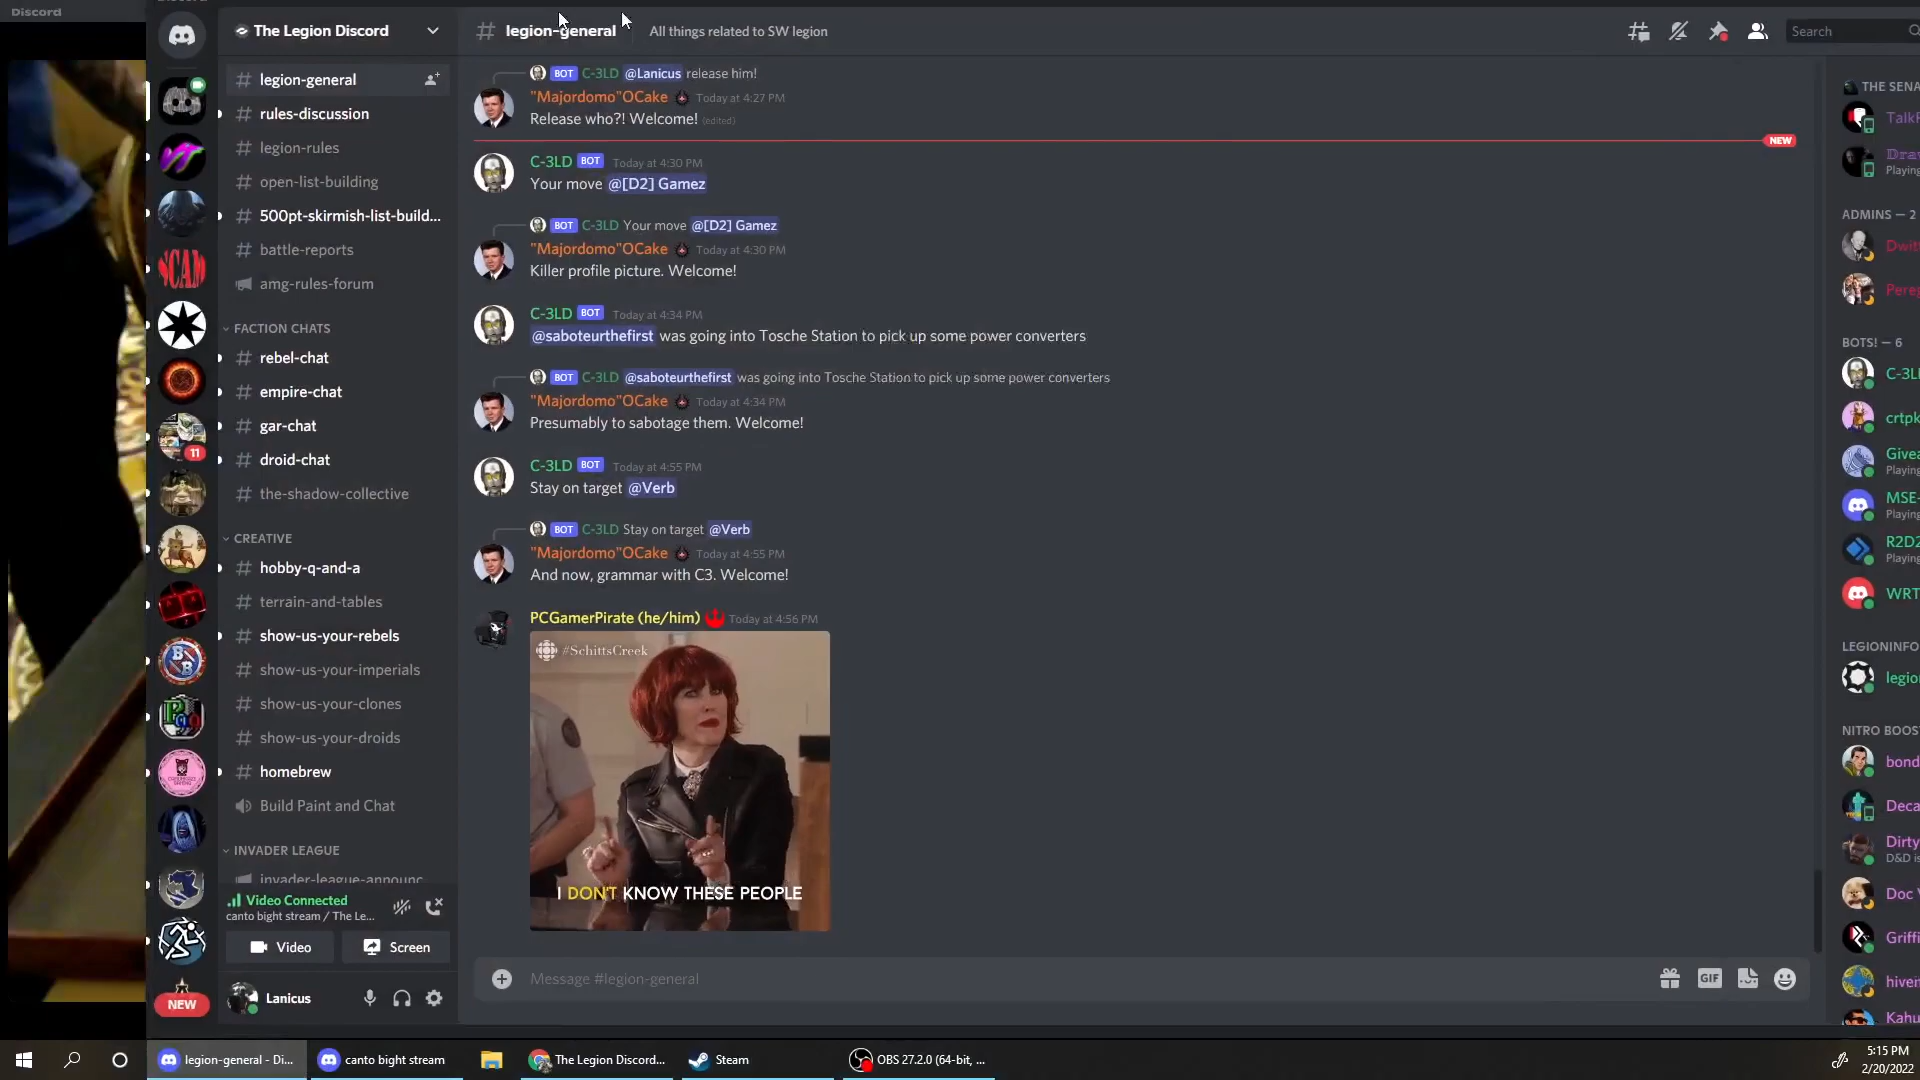 Discord
The Legion Discord
legion-general
All things related to SW legion
Search
legion-general
rules-discussion
legion-rules
open-list-building
500pt-skirmish-list-build...
battle-reports
amg-rules-forum
FACTION CHATS
rebel-chat
empire-chat
gar-chat
droid-chat
the-shadow-collective
CREATIVE
hobby-q-and-a
terrain-and-tables
show-us-your-rebels
show-us-your-imperials
show-us-your-clones
show-us-your-droids
homebrew
Build Paint and Chat
INVADER LEAGUE
invader-league-announc
Video Connected
canto bight stream / The Le...
Video
Screen
Lanicus
SCAM
11
NEW
BOT C-3LD @Lanicus release him!
"Majordomo"OCake Today at 4:27 PM
Release who?! Welcome! (edited)
NEW
C-3LD BOT Today at 4:30 PM
Your move @[D2] Gamez
BOT C-3LD Your move @[D2] Gamez
"Majordomo"OCake Today at 4:30 PM
Killer profile picture. Welcome!
C-3LD BOT Today at 4:34 PM
@saboteurthefirst was going into Tosche Station to pick up some power converters
BOT C-3LD @saboteurthefirst was going into Tosche Station to pick up some power converters
"Majordomo"OCake Today at 4:34 PM
Presumably to sabotage them. Welcome!
C-3LD BOT Today at 4:55 PM
Stay on target @Verb
BOT C-3LD Stay on target @Verb
"Majordomo"OCake Today at 4:55 PM
And now, grammar with C3. Welcome!
PCGamerPirate (he/him) Today at 4:56 PM
#SchittsCreek
I DON'T KNOW THESE PEOPLE
Message #legion-general
GIF
THE SENA
TalkF
Draw
Playing
ADMINS — 2
Dwit
Pereg
BOTS! — 6
C-3LI
crtpk
Givea
Playing
MSE-
Playing
R2D2
Playing
WRT
LEGIONINFO
legion
NITRO BOOS
bond
Deca
Dirty
D&D is
Doc
Griffi
hiven
Kahu
legion-general - Di...
canto bight stream
The Legion Discord...
Steam
OBS 27.2.0 (64-bit, ...
5:15 PM
2/20/2022